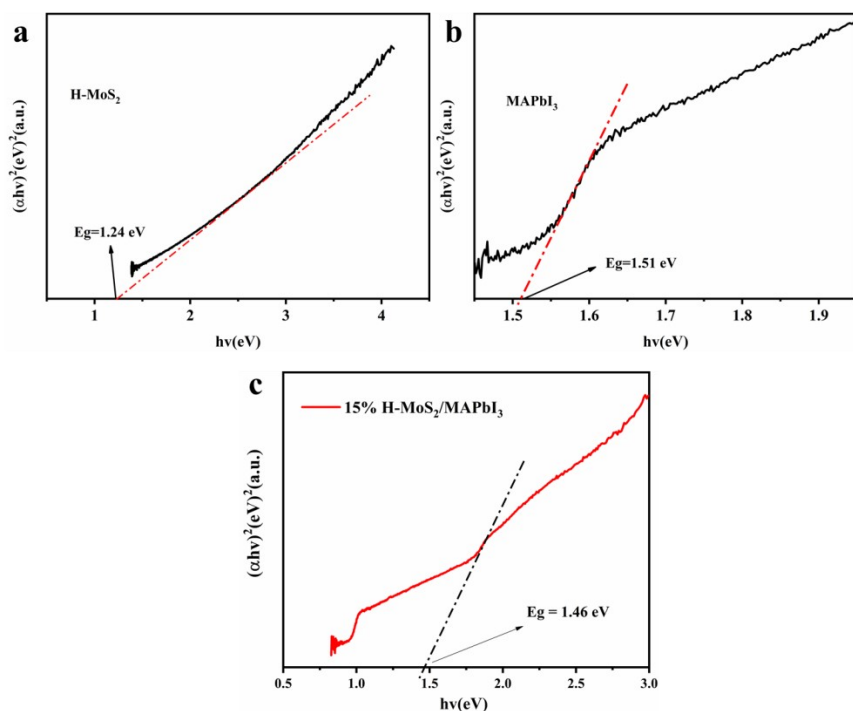 a
H-MoS₂
(αhν)²(eV)²(a.u.)
Eg=1.24 eV
1 2 3 4
hν(eV)
b
MAPbI₃
(αhν)²(eV)²(a.u.)
Eg=1.51 eV
1.5 1.6 1.7 1.8 1.9
hν(eV)
c
15% H-MoS₂/MAPbI₃
(αhν)²(eV)²(a.u.)
Eg = 1.46 eV
0.5 1.0 1.5 2.0 2.5 3.0
hν(eV)